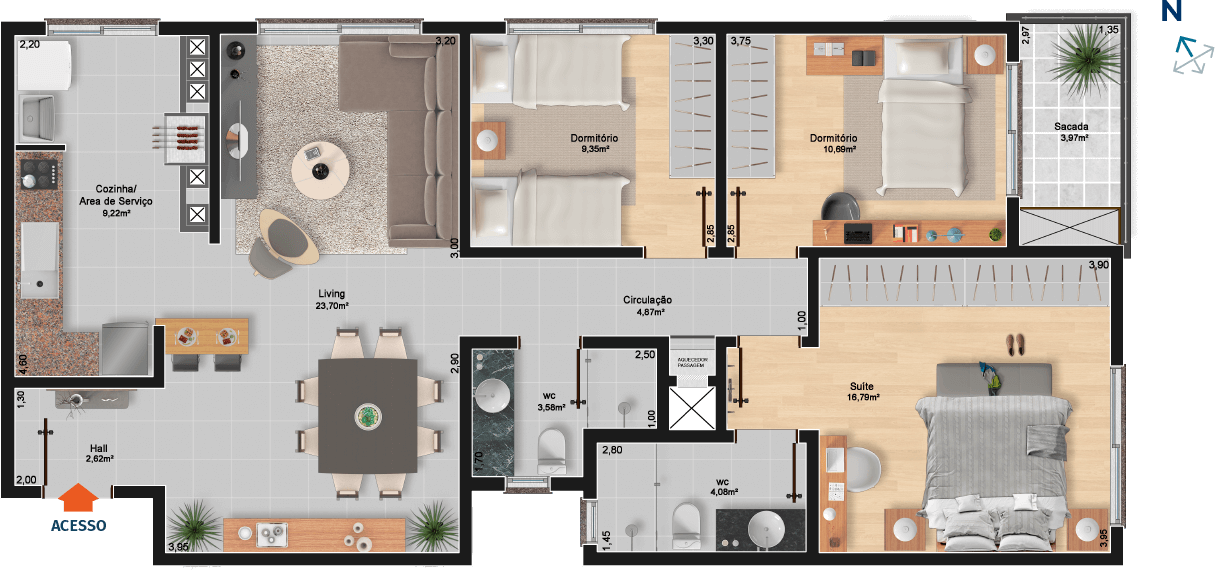 N
2,20
3,20
3,30
3,75
2,97
1,35
Sacada
3,97m²
Dormitório
9,35m²
Dormitório
10,69m²
Cozinha/
Area de Serviço
9,22m²
3,00
2,85
2,85
3,90
Living
23,70m²
Circulação
4,87m²
1,00
4,60
2,90
2,50
AQUECEDOR
PASSAGEM
Suíte
16,79m²
1,30
wc
3,58m²
1,00
Hall
2,62m²
2,00
1,70
2,80
wc
4,08m²
ACESSO
3,95
1,45
3,95